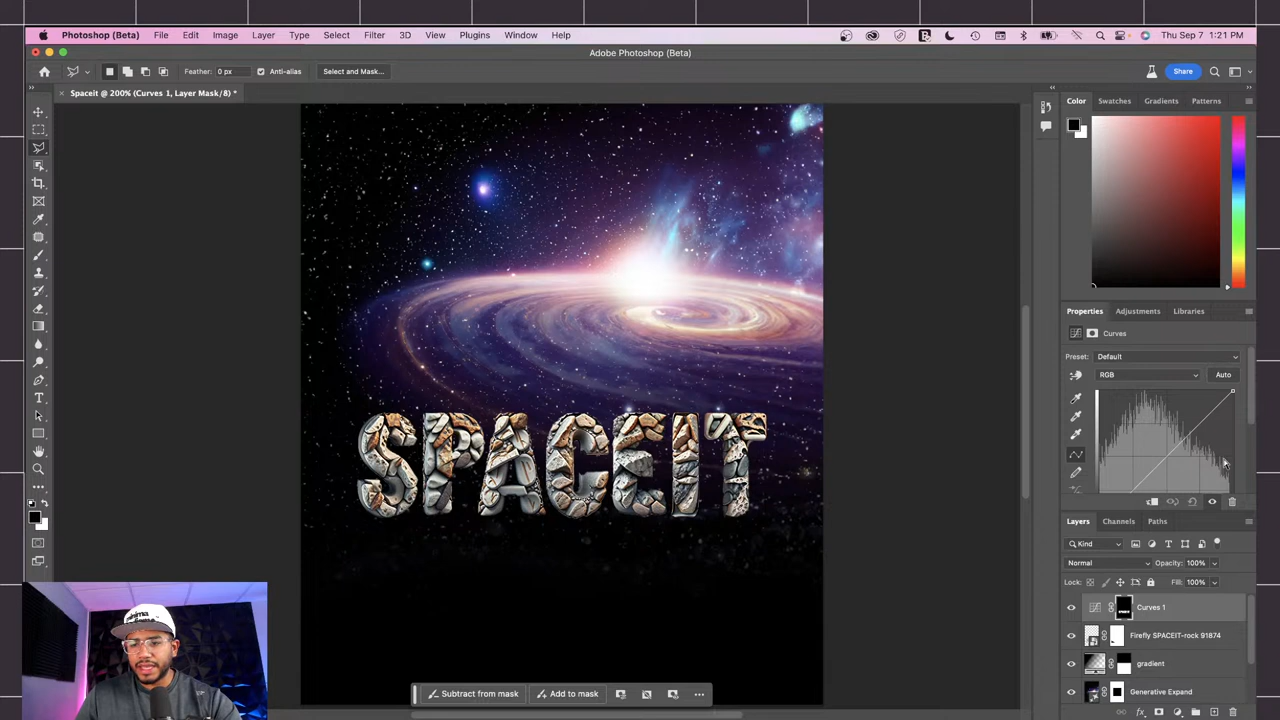 Photoshop (Beta) File Edit Image Layer Type Select Filter 3D View Plugins Window Help Thu Sep 7 1:21 PM
Adobe Photoshop (Beta)
Feather: 0 px Anti-alias Select and Mask... Share
Spaceit @ 200% (Curves 1, Layer Mask/8) *
Color Swatches Gradients Patterns
Properties Adjustments Libraries
Curves
Preset: Default
RGB Auto
SPACEIT
Layers Channels Paths
Kind
Normal Opacity: 100%
Lock: Fill: 100%
Curves 1
Firefly SPACEIT-rock 91874
gradient
Generative Expand
Subtract from mask Add to mask